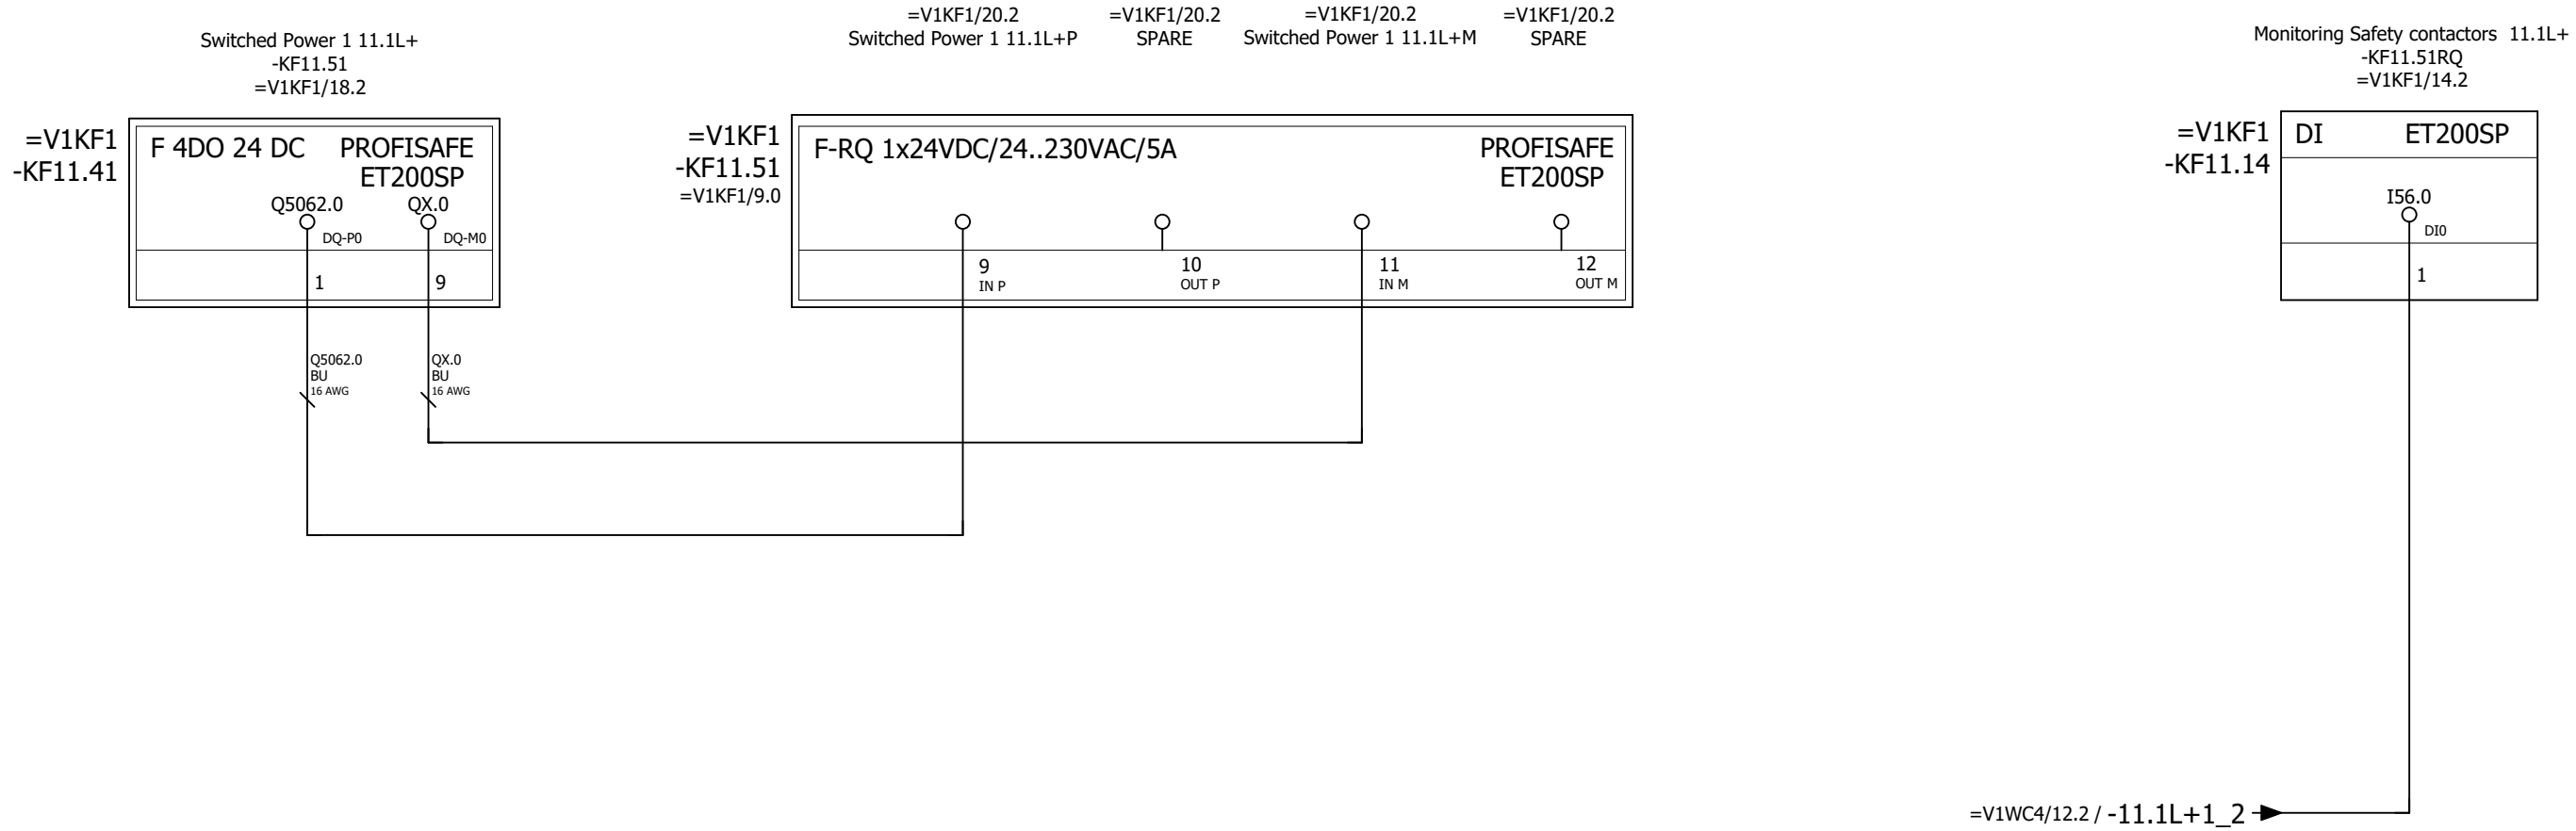 Switched Power 1 11.1L+
-KF11.51
=V1KF1/18.2
=V1KF1
-KF11.41
F 4DO 24 DC PROFISAFE
ET200SP
Q5062.0 QX.0
DQ-P0 DQ-M0
1 9
Q5062.0
BU
16 AWG
QX.0
BU
16 AWG
=V1KF1/20.2
Switched Power 1 11.1L+P
=V1KF1/20.2
SPARE
=V1KF1/20.2
Switched Power 1 11.1L+M
=V1KF1/20.2
SPARE
=V1KF1
-KF11.51
=V1KF1/9.0
F-RQ 1x24VDC/24..230VAC/5A PROFISAFE
ET200SP
9
IN P
10
OUT P
11
IN M
12
OUT M
Monitoring Safety contactors 11.1L+
-KF11.51RQ
=V1KF1/14.2
=V1KF1
-KF11.14
DI ET200SP
I56.0
DI0
1
=V1WC4/12.2 / -11.1L+1_2